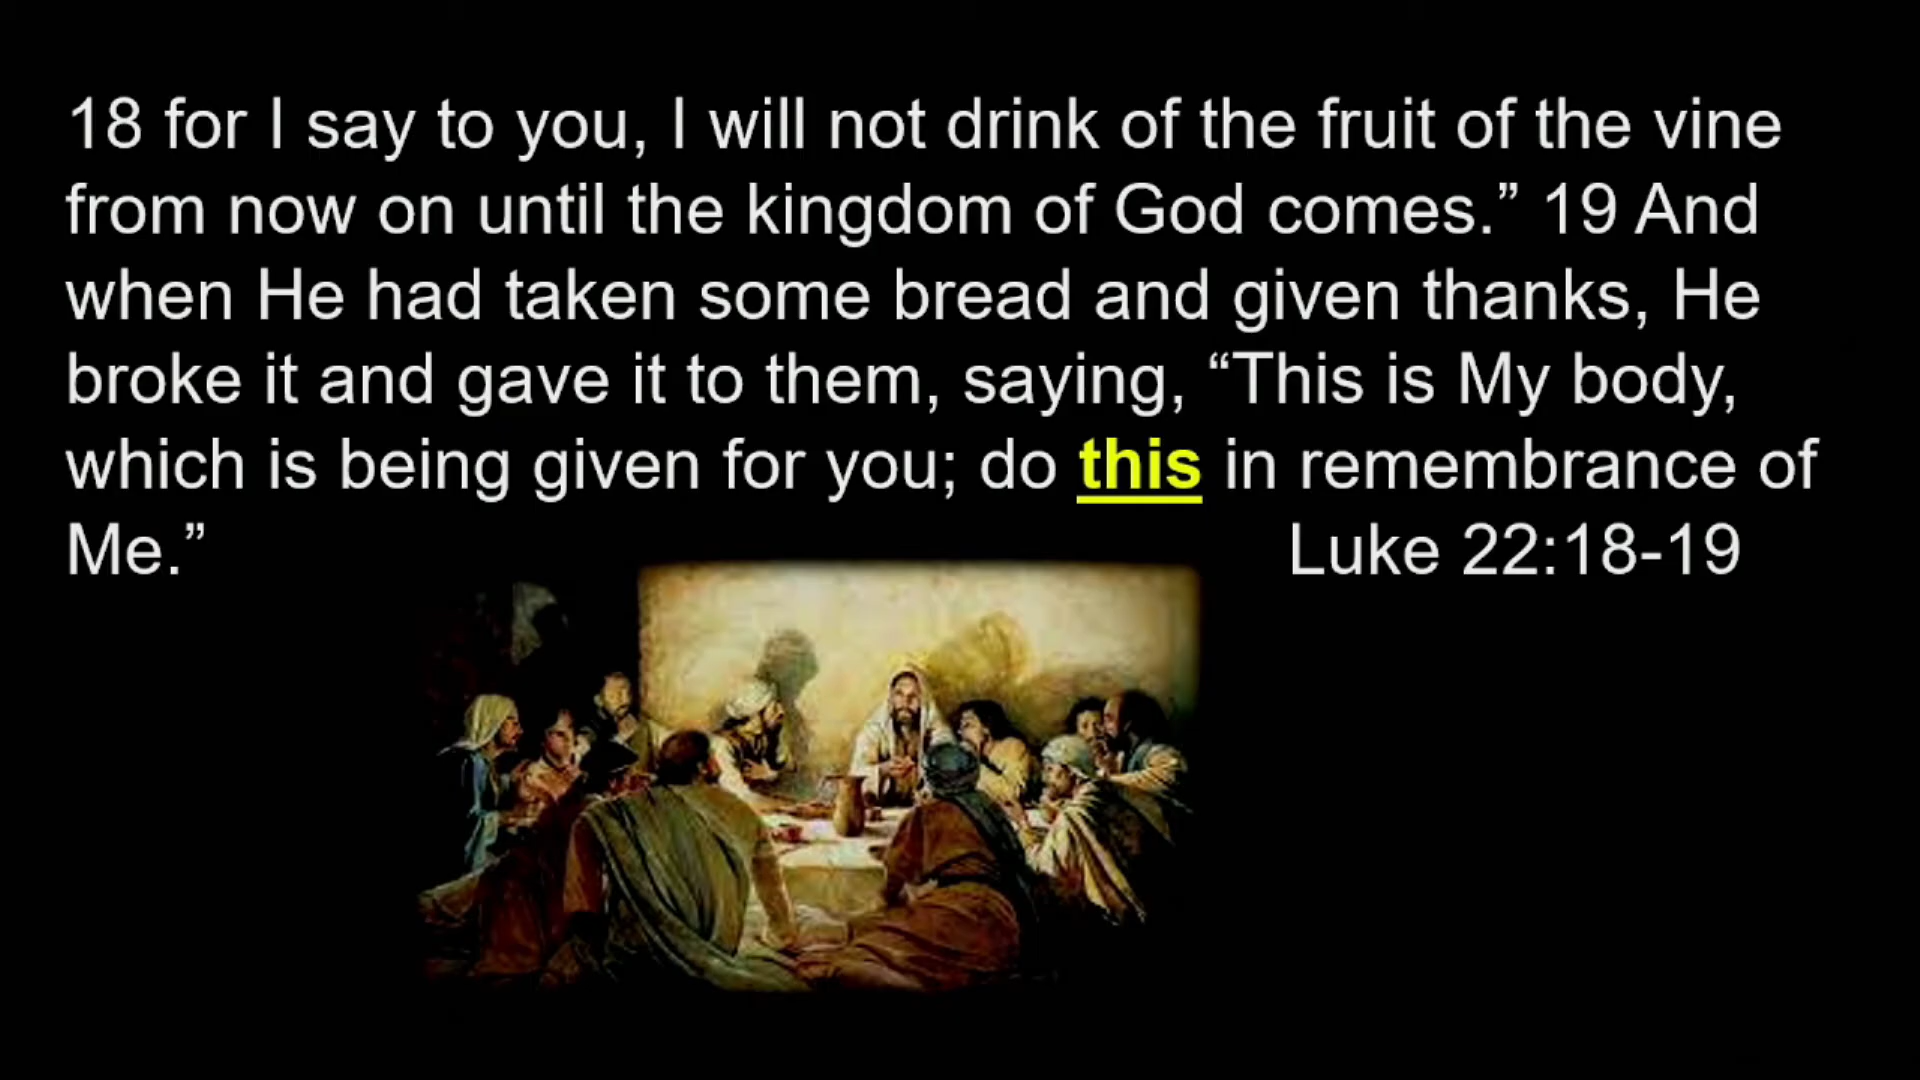 18 for I say to you, I will not drink of the fruit of the vine
from now on until the kingdom of God comes.” 19 And
when He had taken some bread and given thanks, He
broke it and gave it to them, saying, “This is My body,
which is being given for you; do this in remembrance of
Me.” Luke 22:18-19